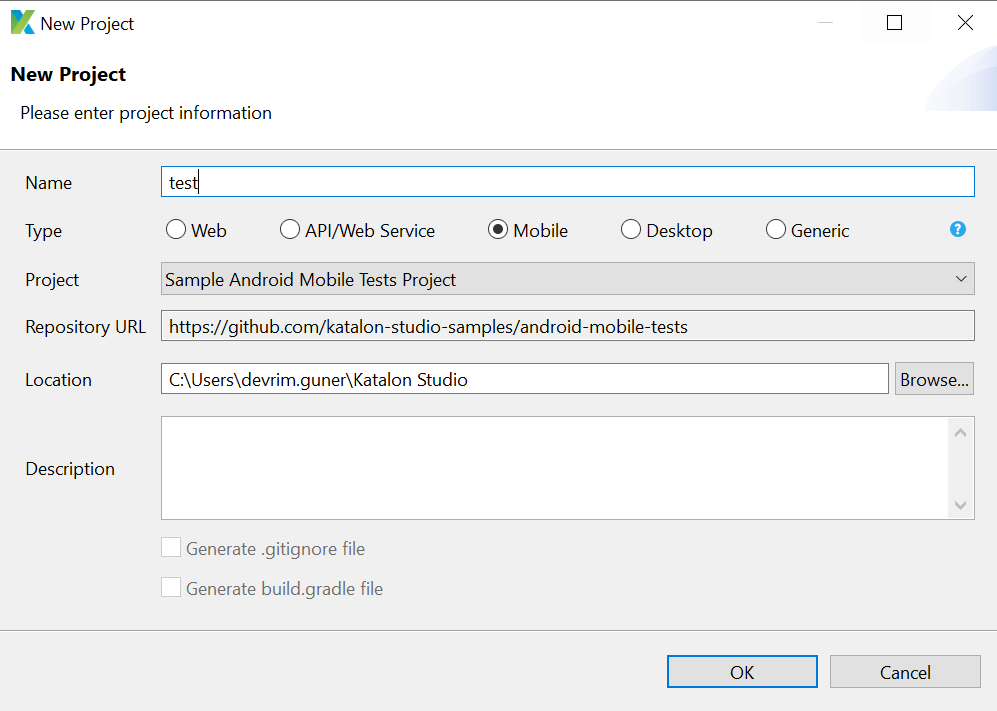 New Project
New Project
Please enter project information
Name test
Type Web API/Web Service Mobile Desktop Generic ?
Project Sample Android Mobile Tests Project
Repository URL https://github.com/katalon-studio-samples/android-mobile-tests
Location C:\Users\devrim.guner\Katalon Studio Browse...
Description
Generate .gitignore file
Generate build.gradle file
OK Cancel